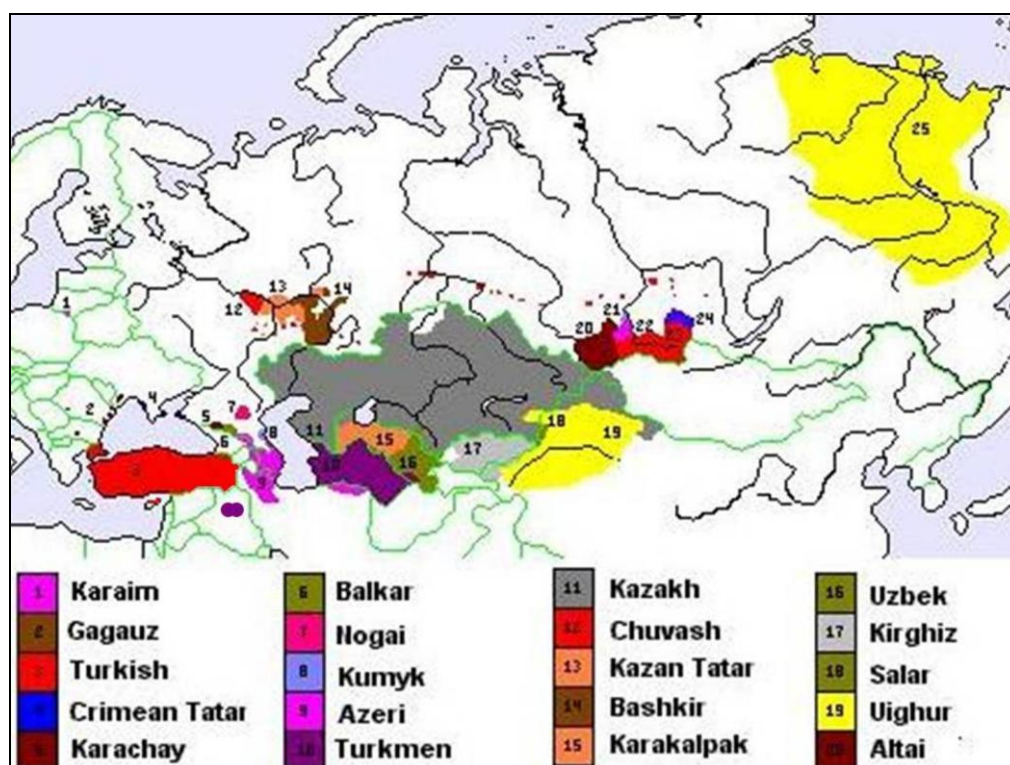 25
13
14
12
1
21
20
22
24
2
4
7
5
8
6
18
19
11
15
17
3
10
16
9
1 Karaim
2 Gagauz
3 Turkish
Crimean Tatar
Karachay
6 Balkar
7 Nogai
8 Kumyk
9 Azeri
10 Turkmen
11 Kazakh
12 Chuvash
13 Kazan Tatar
14 Bashkir
15 Karakalpak
16 Uzbek
17 Kirghiz
18 Salar
19 Uighur
20 Altai